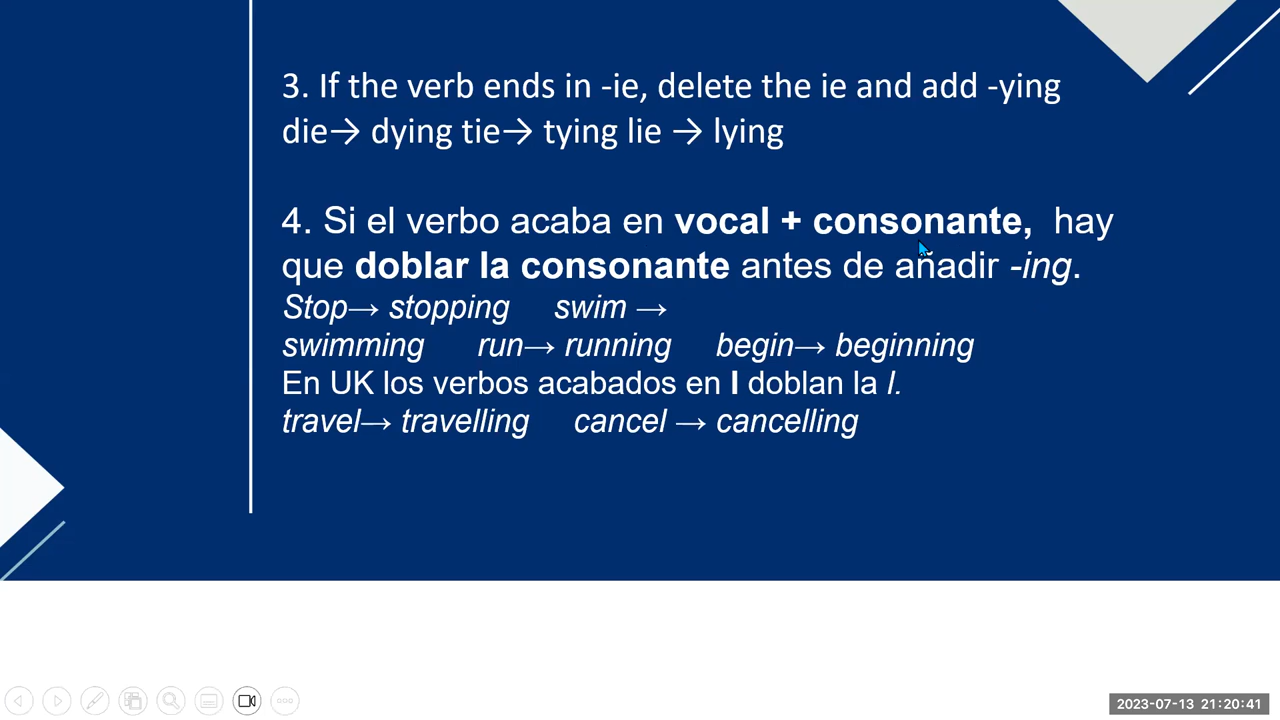 3. If the verb ends in -ie, delete the ie and add -ying
die→ dying tie→ tying lie → lying
4. Si el verbo acaba en vocal + consonante, hay
que doblar la consonante antes de añadir -ing.
Stop→ stopping swim →
swimming run→ running begin→ beginning
En UK los verbos acabados en l doblan la l.
travel→ travelling cancel → cancelling
2023-07-13 21:20:41